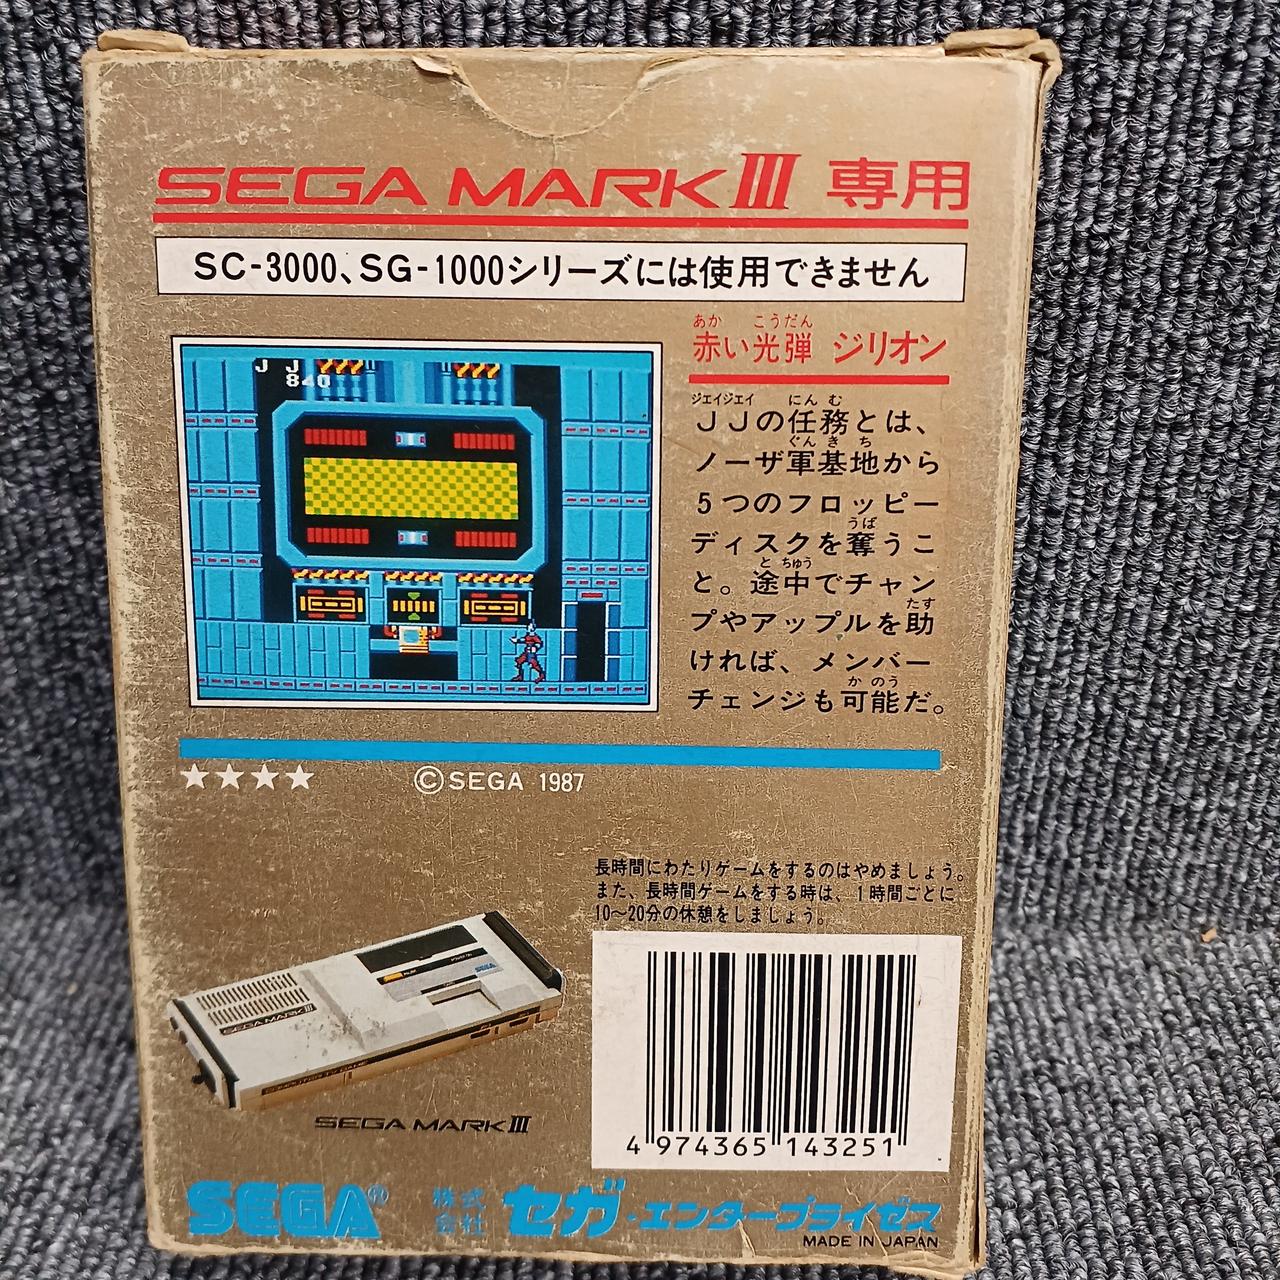 SEGA MARK III 専用
SC-3000、SG-1000シリーズには使用できません
J J
840
あか こうだん
赤い光弾 ジリオン
ジェイジェイ にん む
JJの任務とは、
ぐん き ち
ノーザ軍基地から
5つのフロッピー
うば
ディスクを奪うこ
と ちゅう
と。途中でチャン
たす
プやアップルを助
ければ、メンバー
か のう
チェンジも可能だ。
★★★★
©SEGA 1987
長時間にわたりゲームをするのはやめましょう。
また、長時間ゲームをする時は、1時間ごとに
10〜20分の休憩をしましょう。
SEGA
SEGA MARK III
SEGA MARK III
4 974365 143251
SEGA®
株式会社 セガ・エンタープライゼス
MADE IN JAPAN